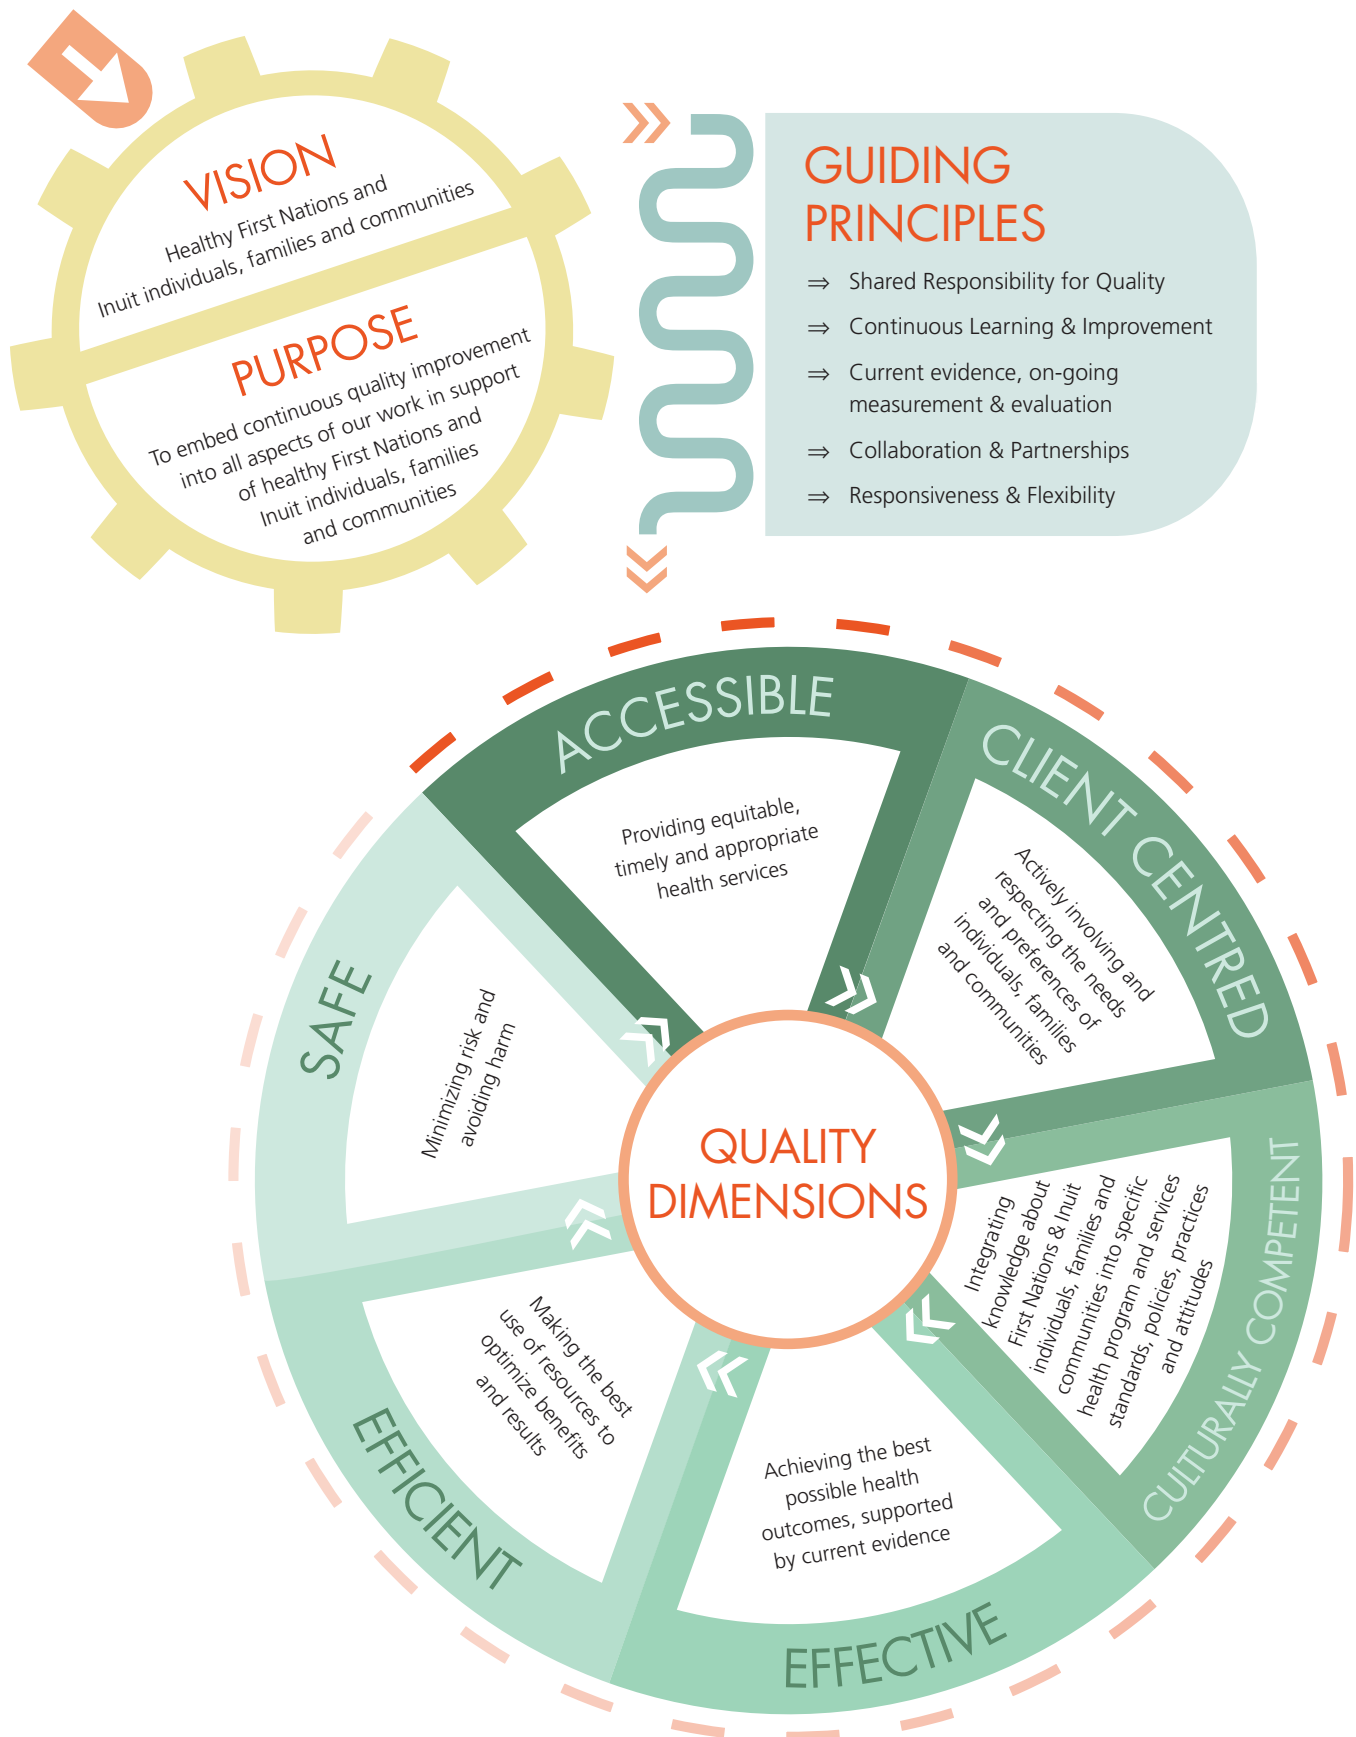 VISION
Healthy First Nations and
Inuit individuals, families and communities
PURPOSE
To embed continuous quality improvement
into all aspects of our work in support
of healthy First Nations and
Inuit individuals, families
and communities
GUIDING
PRINCIPLES
⇒ Shared Responsibility for Quality
⇒ Continuous Learning & Improvement
⇒ Current evidence, on-going
measurement & evaluation
⇒ Collaboration & Partnerships
⇒ Responsiveness & Flexibility
QUALITY
DIMENSIONS
ACCESSIBLE
Providing equitable,
timely and appropriate
health services
CLIENT CENTRED
Actively involving and
respecting the needs
and preferences of
individuals, families
and communities
CULTURALLY COMPETENT
Integrating
knowledge about
First Nations & Inuit
individuals, families and
communities into specific
health program and services
standards, policies, practices
and attitudes
EFFECTIVE
Achieving the best
possible health
outcomes, supported
by current evidence
EFFICIENT
Making the best
use of resources to
optimize benefits
and results
SAFE
Minimizing risk and
avoiding harm